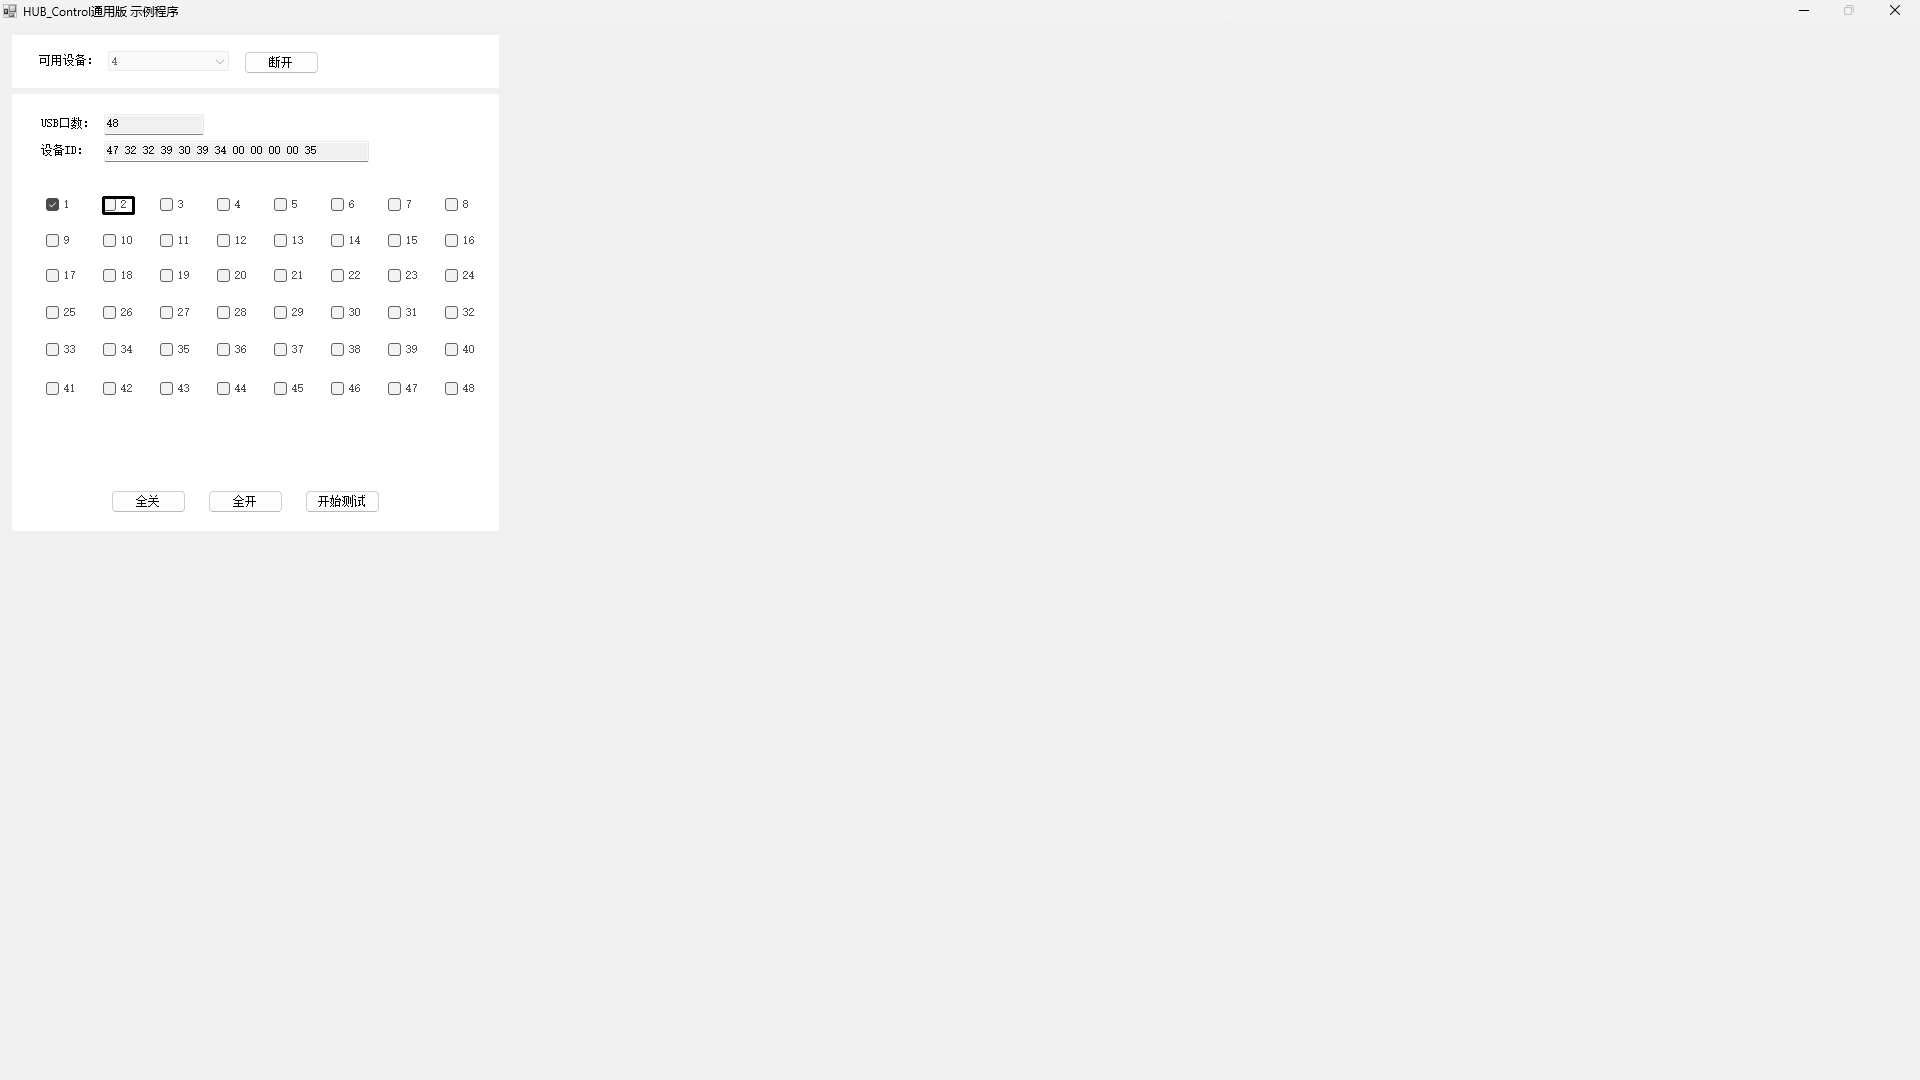 HUB_Control通用版 示例程序
可用设备： 4 断开
USB口数： 48
设备ID： 47 32 32 39 30 39 34 00 00 00 00 35
1 2 3 4 5 6 7 8
9 10 11 12 13 14 15 16
17 18 19 20 21 22 23 24
25 26 27 28 29 30 31 32
33 34 35 36 37 38 39 40
41 42 43 44 45 46 47 48
全关 全开 开始测试